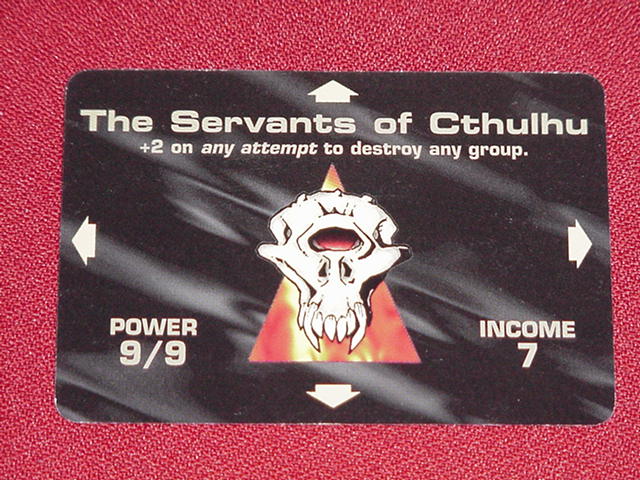 The Servants of Cthulhu
+2 on any attempt to destroy any group.
POWER
9/9
INCOME
7